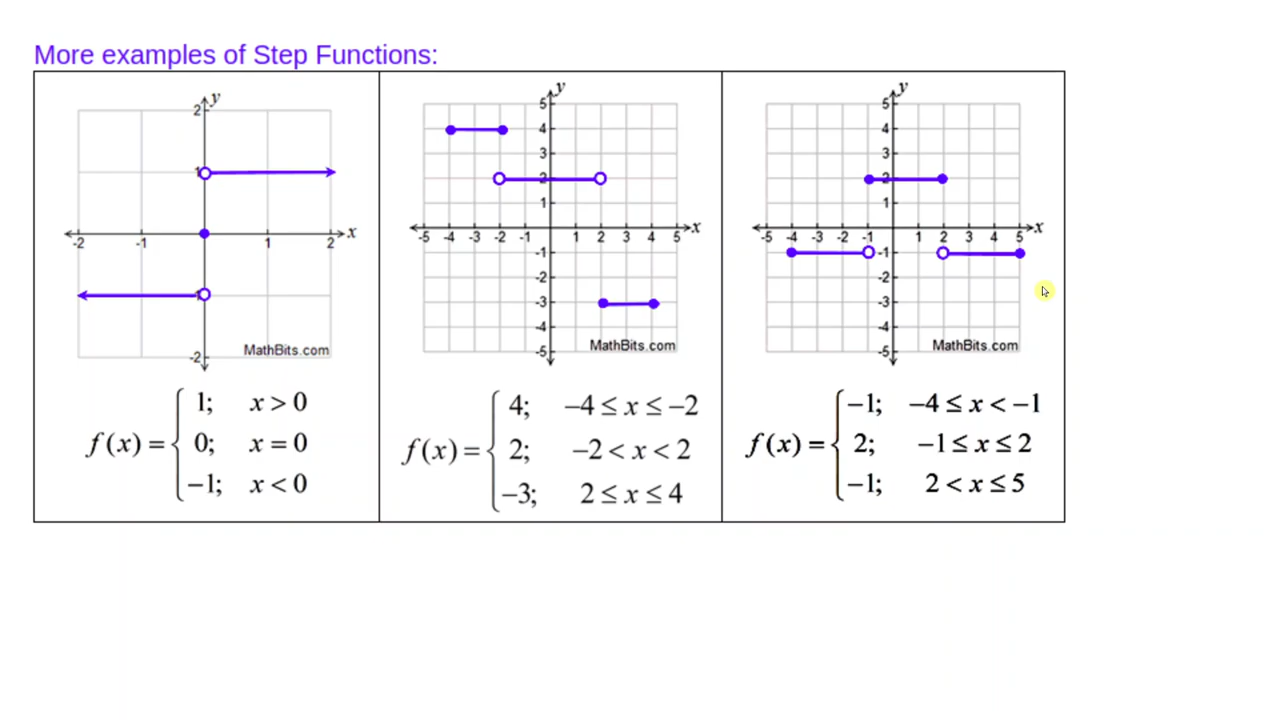 More examples of Step Functions:
y
2
1
x
-2 -1 1 2
-2
MathBits.com
f(x) = { 1; x > 0
0; x = 0
−1; x < 0
y
5
4
3
2
1
x
-5 -4 -3 -2 -1 1 2 3 4 5
-1
-2
-3
-4
-5
MathBits.com
f(x) = { 4; −4 ≤ x ≤ −2
2; −2 < x < 2
−3; 2 ≤ x ≤ 4
y
5
4
3
2
1
x
-5 -4 -3 -2 -1 1 2 3 4 5
-1
-2
-3
-4
-5
MathBits.com
f(x) = { −1; −4 ≤ x < −1
2; −1 ≤ x ≤ 2
−1; 2 < x ≤ 5